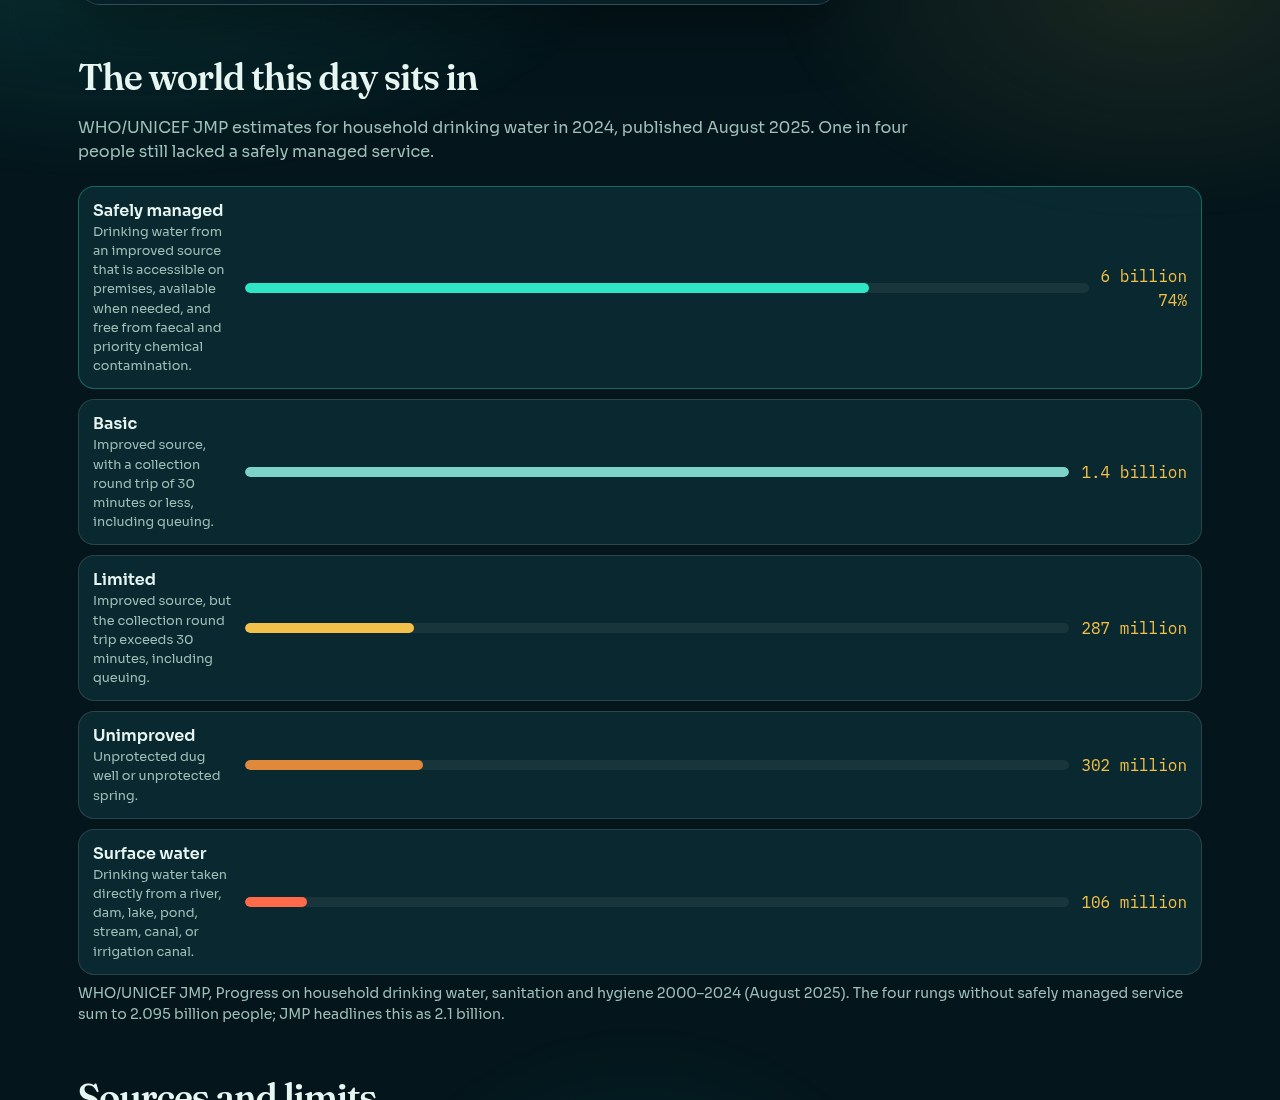 The world this day sits in
WHO/UNICEF JMP estimates for household drinking water in 2024, published August 2025. One in four
people still lacked a safely managed service.
Safely managed
Drinking water from
an improved source
that is accessible on
premises, available
when needed, and
free from faecal and
priority chemical
contamination.
6 billion
74%
Basic
Improved source,
with a collection
round trip of 30
minutes or less,
including queuing.
1.4 billion
Limited
Improved source, but
the collection round
trip exceeds 30
minutes, including
queuing.
287 million
Unimproved
Unprotected dug
well or unprotected
spring.
302 million
Surface water
Drinking water taken
directly from a river,
dam, lake, pond,
stream, canal, or
irrigation canal.
106 million
WHO/UNICEF JMP, Progress on household drinking water, sanitation and hygiene 2000–2024 (August 2025). The four rungs without safely managed service
sum to 2.095 billion people; JMP headlines this as 2.1 billion.
Sources and limits